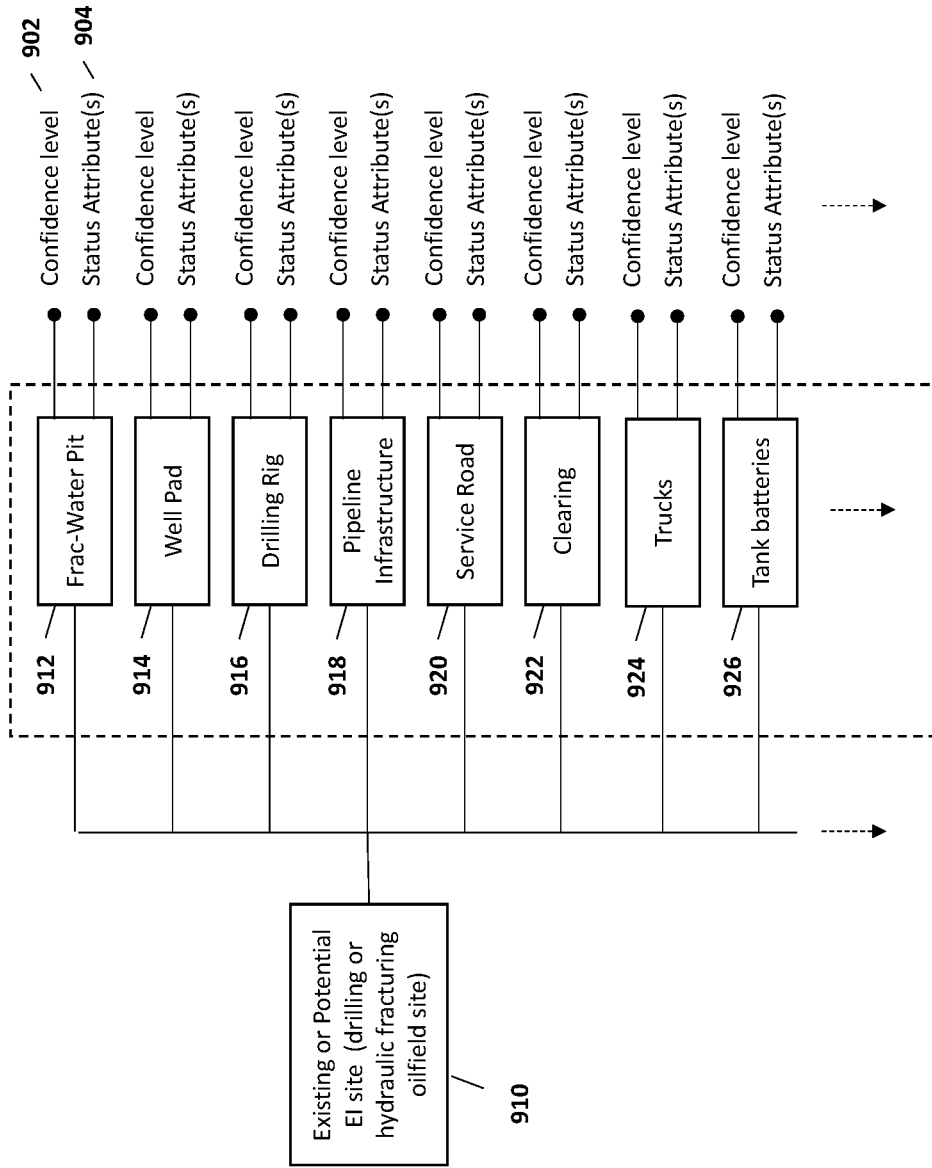 Existing or Potential
EI site (drilling or
hydraulic fracturing
oilfield site)
910
912
Frac-Water Pit
Confidence level
902
Status Attribute(s)
904
914
Well Pad
Confidence level
Status Attribute(s)
916
Drilling Rig
Confidence level
Status Attribute(s)
918
Pipeline
Infrastructure
Confidence level
Status Attribute(s)
920
Service Road
Confidence level
Status Attribute(s)
922
Clearing
Confidence level
Status Attribute(s)
924
Trucks
Confidence level
Status Attribute(s)
926
Tank batteries
Confidence level
Status Attribute(s)